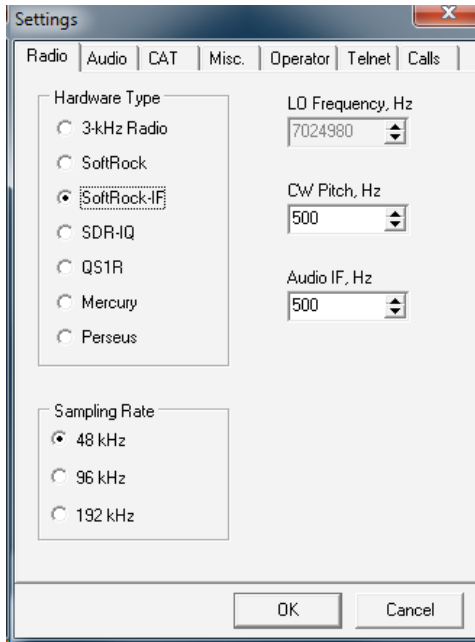 Settings
Radio Audio CAT Misc. Operator Telnet Calls
Hardware Type
3-kHz Radio
SoftRock
SoftRock-IF
SDR-IQ
QS1R
Mercury
Perseus
LO Frequency, Hz
7024980
CW Pitch, Hz
500
Audio IF, Hz
500
Sampling Rate
48 kHz
96 kHz
192 kHz
OK Cancel